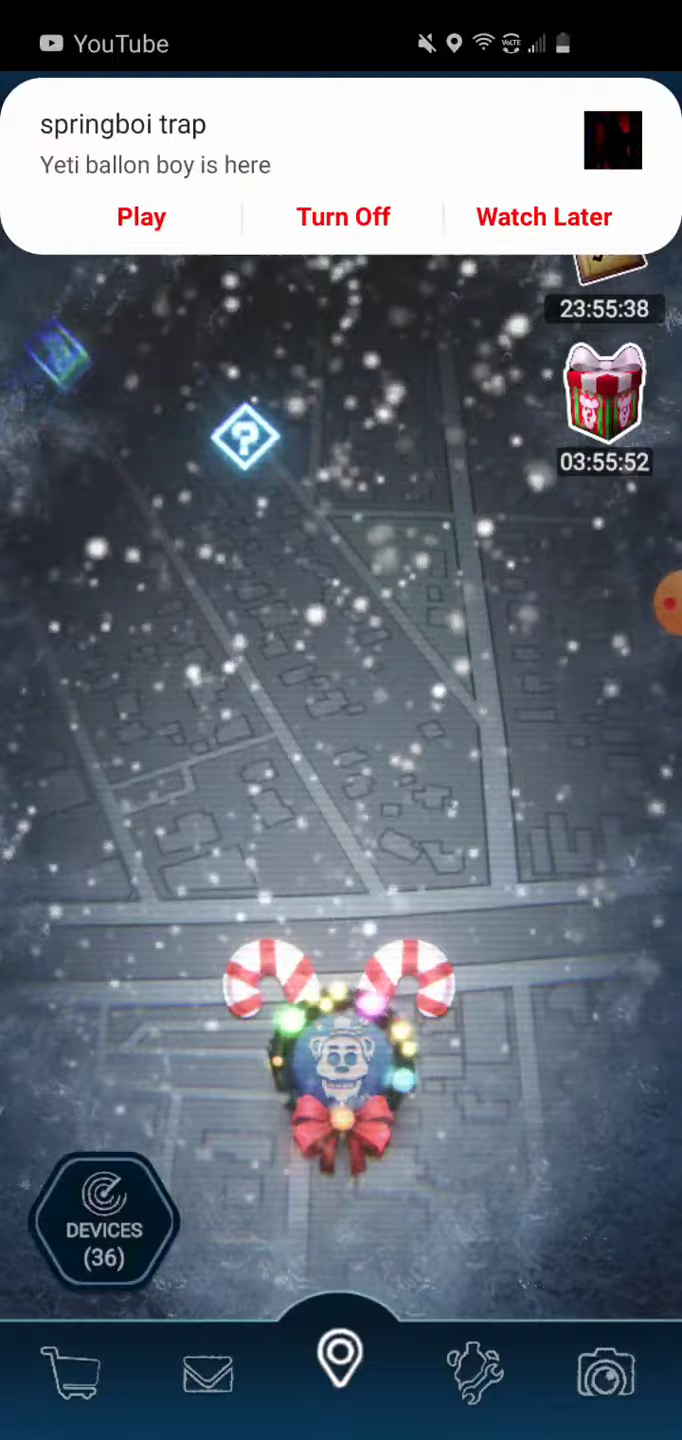 YouTube
VoLTE
springboi trap
Yeti ballon boy is here
Play
Turn Off
Watch Later
23:55:38
?
03:55:52
DEVICES
(36)